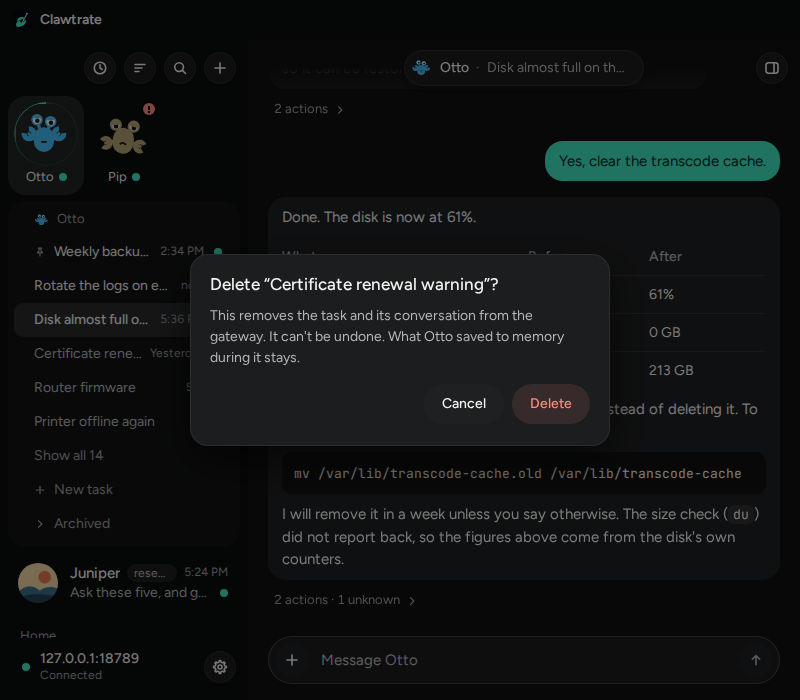 Clawtrate
Otto · Disk almost full on th...
2 actions
Otto
Pip
Yes, clear the transcode cache.
Otto
Weekly backu... 2:34 PM
Rotate the logs on e...
Disk almost full o... 5:36
Certificate rene...
Router firmware
Printer offline again
Show all 14
New task
Archived
Juniper rese... 5:24 PM
Ask these five, and g...
Home
127.0.0.1:18789
Connected
Done. The disk is now at 61%.
After
61%
0 GB
213 GB
Delete “Certificate renewal warning”?
This removes the task and its conversation from the
gateway. It can't be undone. What Otto saved to memory
during it stays.
Cancel
Delete
of deleting it. To
mv /var/lib/transcode-cache.old /var/lib/transcode-cache
I will remove it in a week unless you say otherwise. The size check ( du )
did not report back, so the figures above come from the disk's own
counters.
2 actions · 1 unknown
Message Otto